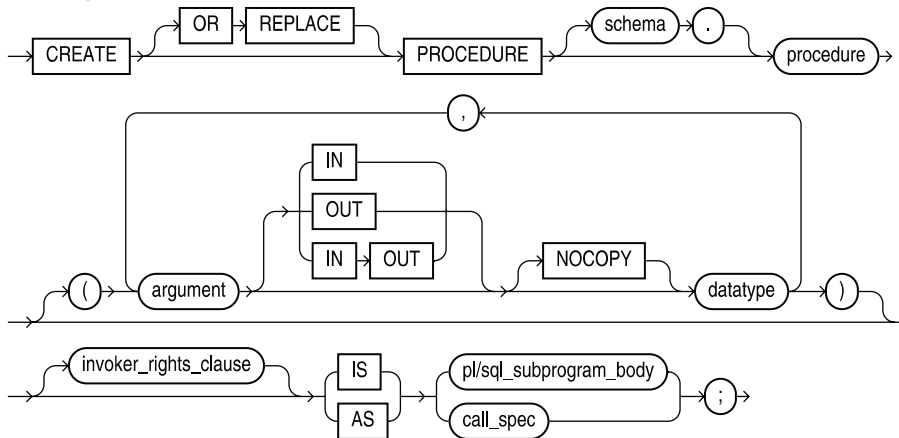 OR REPLACE schema .
CREATE PROCEDURE procedure
,
IN
OUT
IN OUT NOCOPY
( argument datatype )
invoker_rights_clause IS pl/sql_subprogram_body
AS call_spec ;